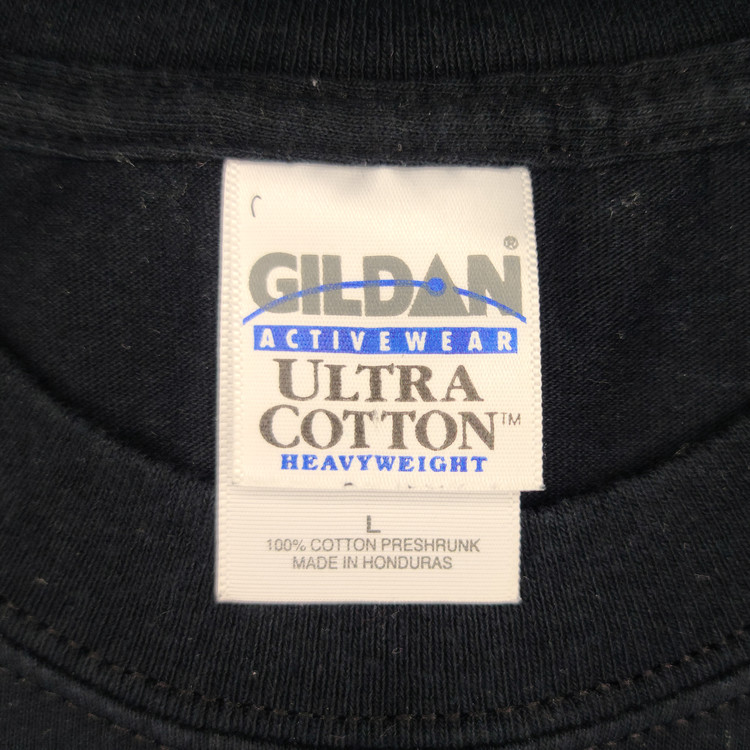 GILDAN®
ACTIVEWEAR
ULTRA
COTTON™
HEAVYWEIGHT
L
100% COTTON PRESHRUNK
MADE IN HONDURAS